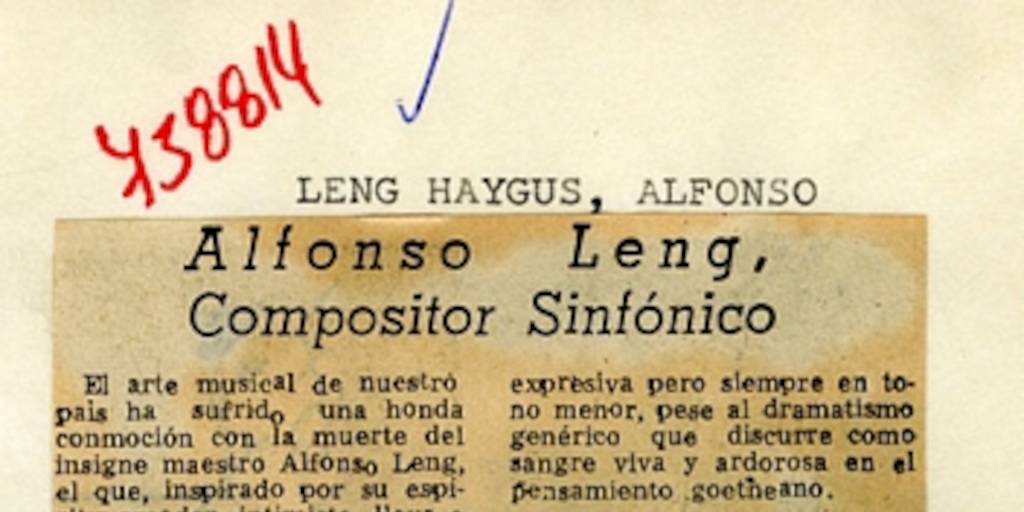 738814
LENG HAYGUS, ALFONSO
Alfonso Leng,
Compositor Sinfónico
El arte musical de nuestro
pais ha sufrido una honda
conmoción con la muerte del
insigne maestro Alfonso Leng,
el que, inspirado por su espi-
expresiva pero siempre en to-
no menor, pese al dramatismo
genérico que discurre como
sangre viva y ardorosa en el
pensamiento goetheano.